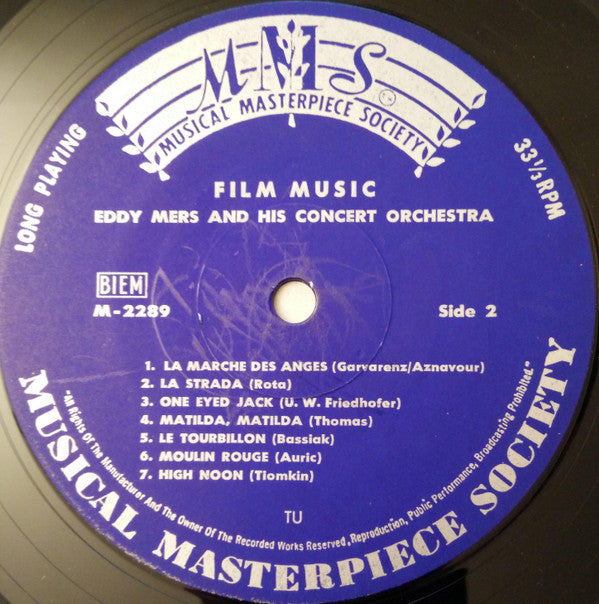 MMS
MUSICAL MASTERPIECE SOCIETY
LONG PLAYING
33 1/3 RPM
FILM MUSIC
EDDY MERS AND HIS CONCERT ORCHESTRA
BIEM
M-2289
Side 2
1. LA MARCHE DES ANGES (Garvarenz/Aznavour)
2. LA STRADA (Rota)
3. ONE EYED JACK (U. W. Friedhofer)
4. MATILDA, MATILDA (Thomas)
5. LE TOURBILLON (Bassiak)
6. MOULIN ROUGE (Auric)
7. HIGH NOON (Tiomkin)
TU
"All Rights Of The Manufacturer And The Owner Of The Recorded Works Reserved, Reproduction, Public Performance, Broadcasting Prohibited."
MUSICAL MASTERPIECE SOCIETY